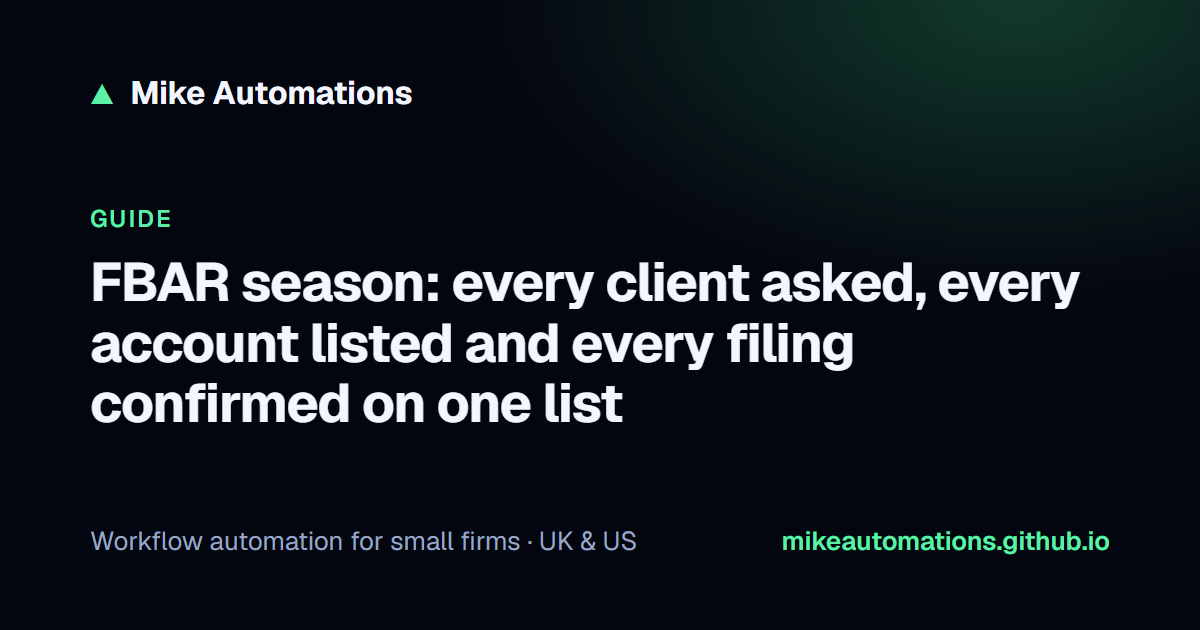 Mike Automations
GUIDE
FBAR season: every client asked, every
account listed and every filing
confirmed on one list
Workflow automation for small firms · UK & US
mikeautomations.github.io